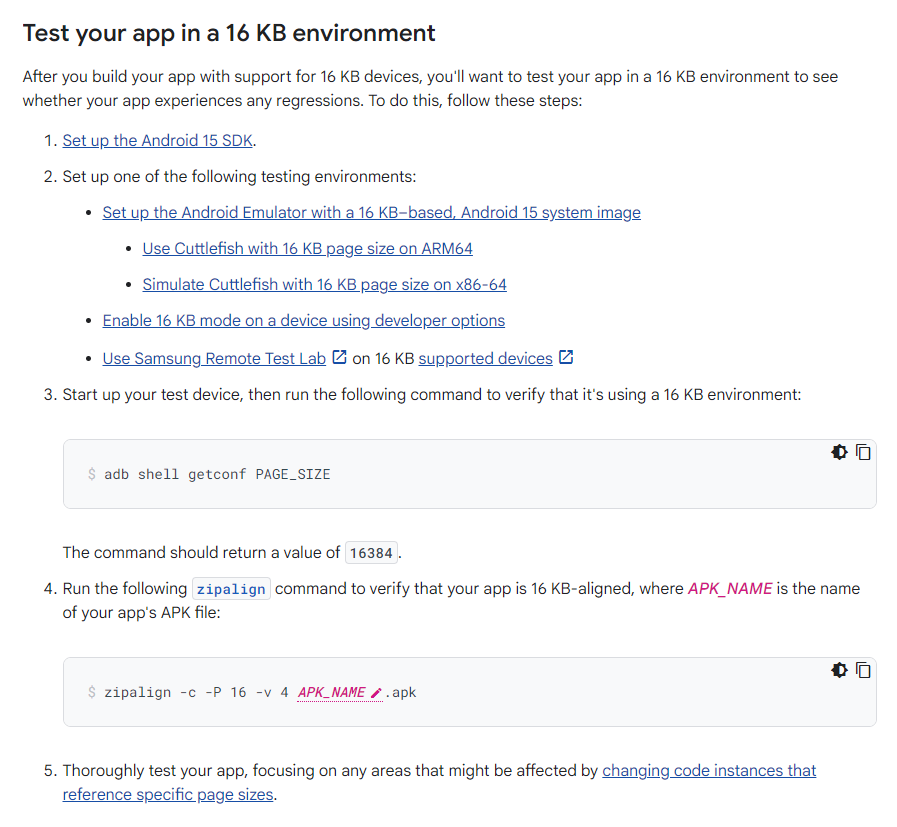 Test your app in a 16 KB environment
After you build your app with support for 16 KB devices, you'll want to test your app in a 16 KB environment to see
whether your app experiences any regressions. To do this, follow these steps:
1. Set up the Android 15 SDK.
2. Set up one of the following testing environments:
• Set up the Android Emulator with a 16 KB–based, Android 15 system image
• Use Cuttlefish with 16 KB page size on ARM64
• Simulate Cuttlefish with 16 KB page size on x86-64
• Enable 16 KB mode on a device using developer options
• Use Samsung Remote Test Lab on 16 KB supported devices
3. Start up your test device, then run the following command to verify that it's using a 16 KB environment:
$ adb shell getconf PAGE_SIZE
The command should return a value of 16384.
4. Run the following zipalign command to verify that your app is 16 KB-aligned, where APK_NAME is the name
of your app's APK file:
$ zipalign -c -P 16 -v 4 APK_NAME.apk
5. Thoroughly test your app, focusing on any areas that might be affected by changing code instances that
reference specific page sizes.